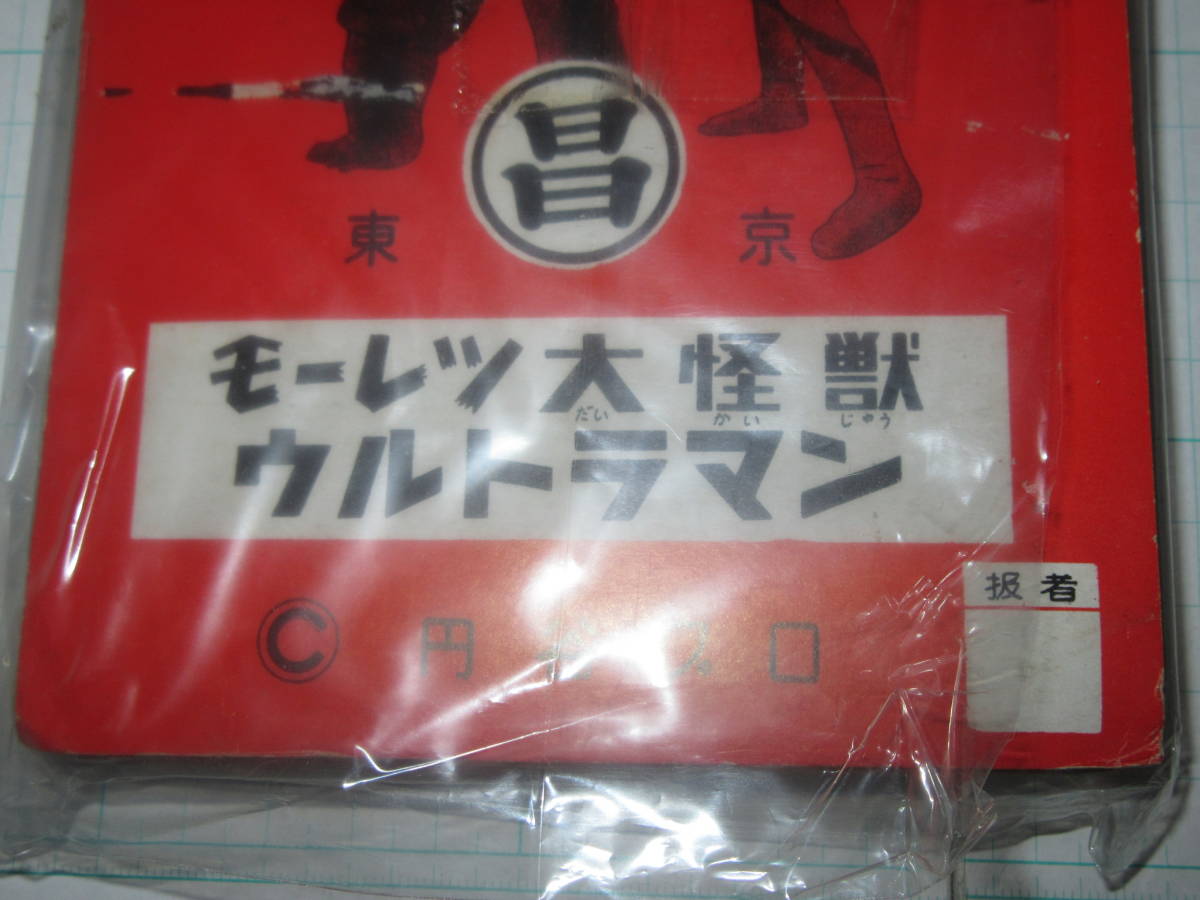 昌
東 京
モーレツ大怪獣
だい かい じゅう
ウルトラマン
扱者
Ⓒ 円谷プロ